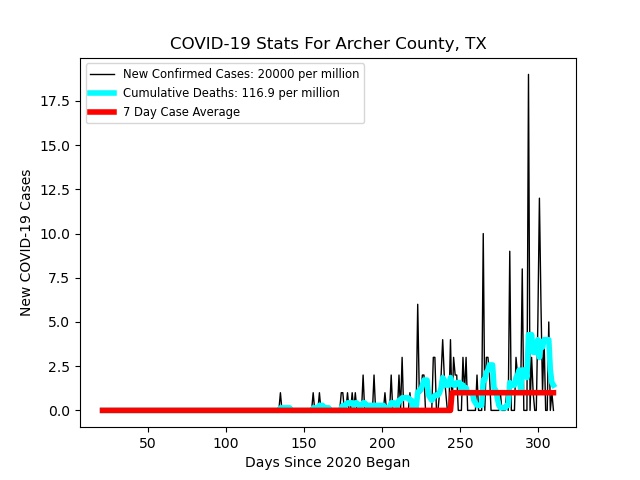 COVID-19 Stats For Archer County, TX
New Confirmed Cases: 20000 per million
Cumulative Deaths: 116.9 per million
7 Day Case Average
New COVID-19 Cases
17.5
15.0
12.5
10.0
7.5
5.0
2.5
0.0
50 100 150 200 250 300
Days Since 2020 Began